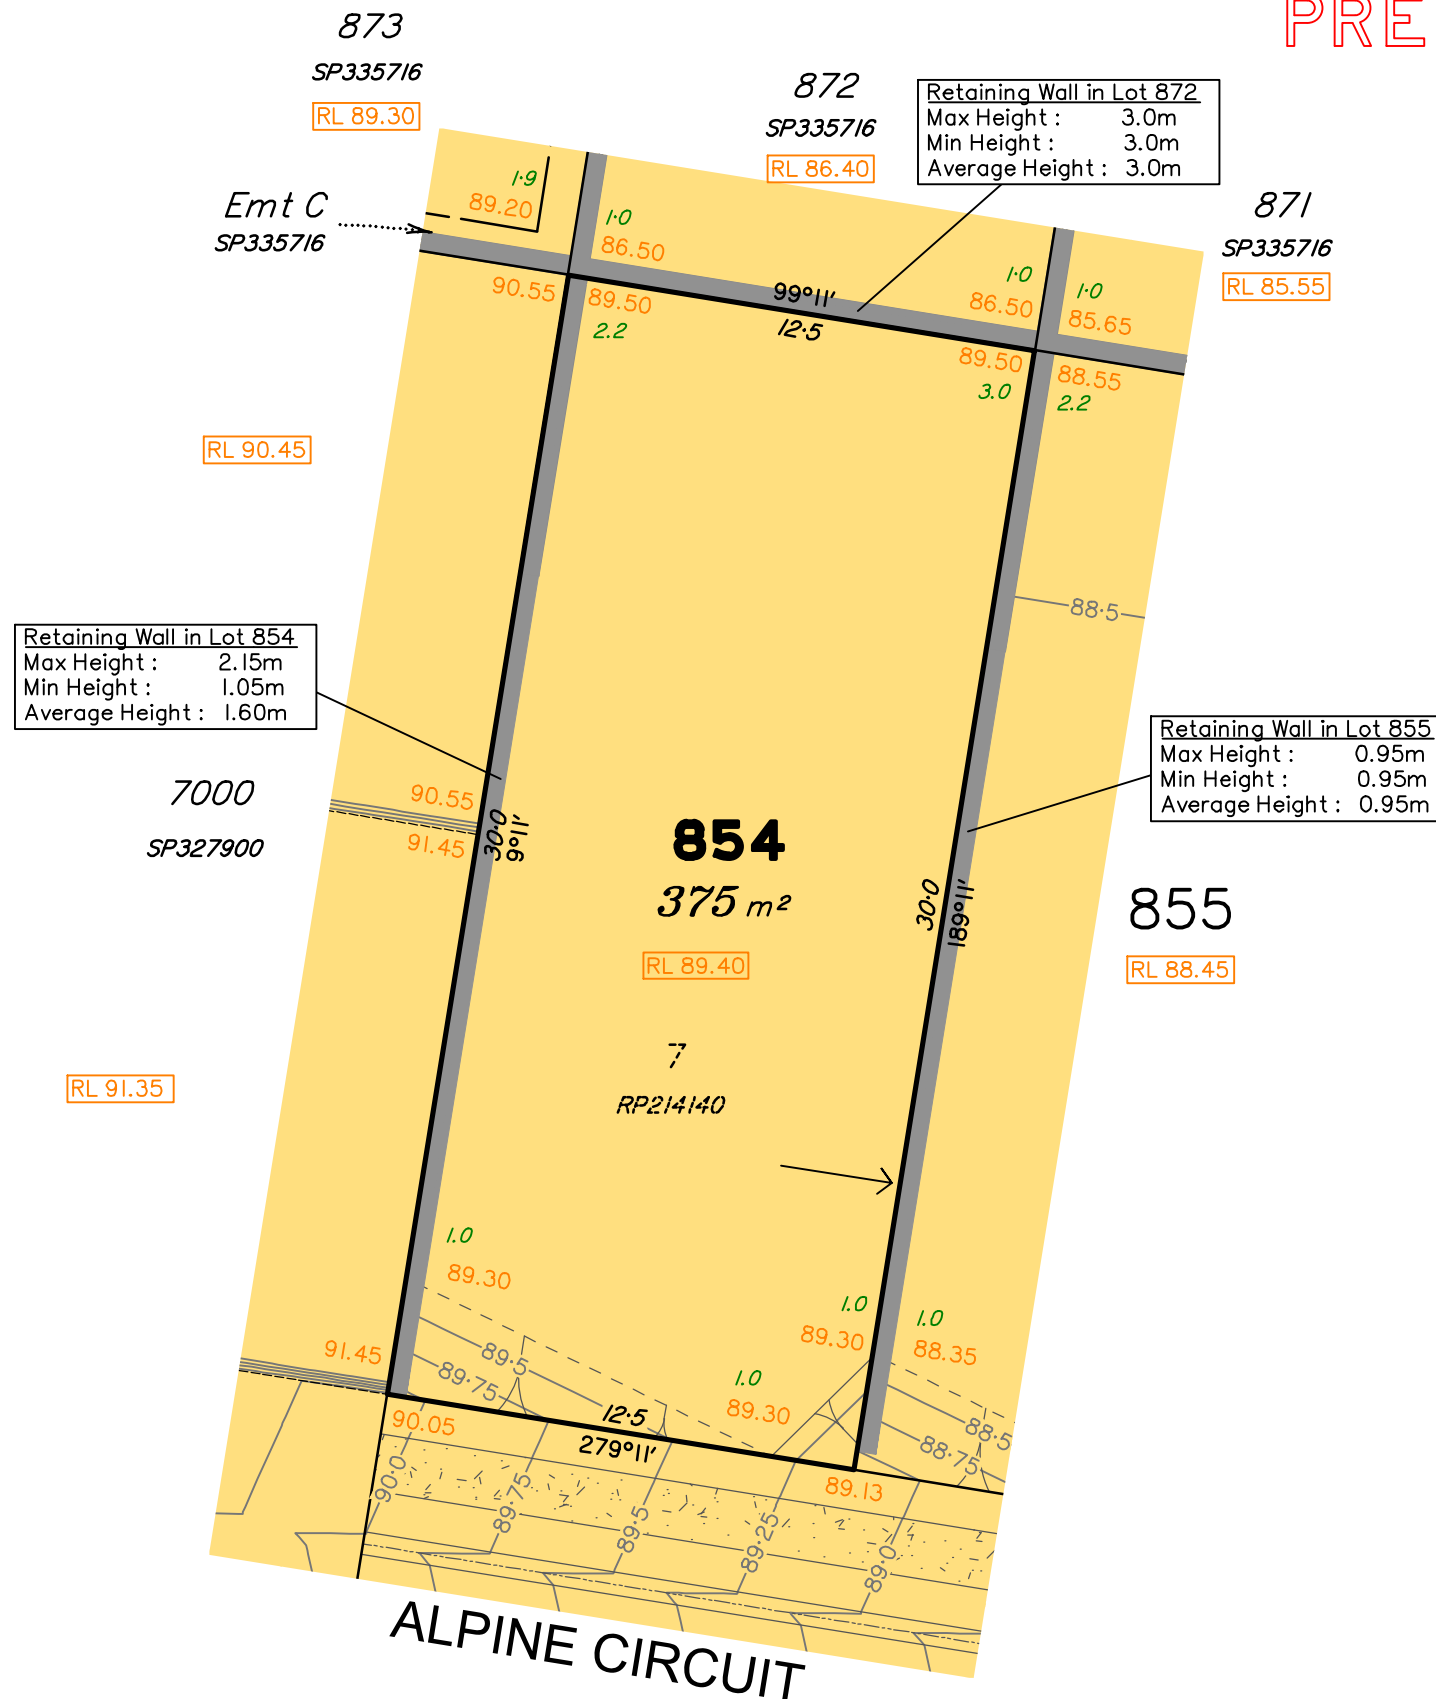 PRE
873
SP335716
RL 89.30
872
SP335716
RL 86.40
Retaining Wall in Lot 872
Max Height : 3.0m
Min Height : 3.0m
Average Height : 3.0m
871
SP335716
RL 85.55
Emt C
SP335716
1·9
89.20
1·0
86.50
1·0
86.50
1·0
85.65
90.55
89.50
2.2
99°11'
12·5
89.50
3.0
88.55
2.2
RL 90.45
88·5
Retaining Wall in Lot 854
Max Height : 2.15m
Min Height : 1.05m
Average Height : 1.60m
Retaining Wall in Lot 855
Max Height : 0.95m
Min Height : 0.95m
Average Height : 0.95m
7000
SP327900
90.55
91.45
30·0
9°11'
854
375 m²
RL 89.40
30·0
189°11'
855
RL 88.45
7
RP214140
RL 91.35
1.0
89.30
1.0
89.30
1.0
88.35
91.45
89·5
89·75
1.0
89.30
88·5
88·75
90.05
12·5
279°11'
89.13
90·0
89·75
89·5
89·25
89·0
ALPINE CIRCUIT